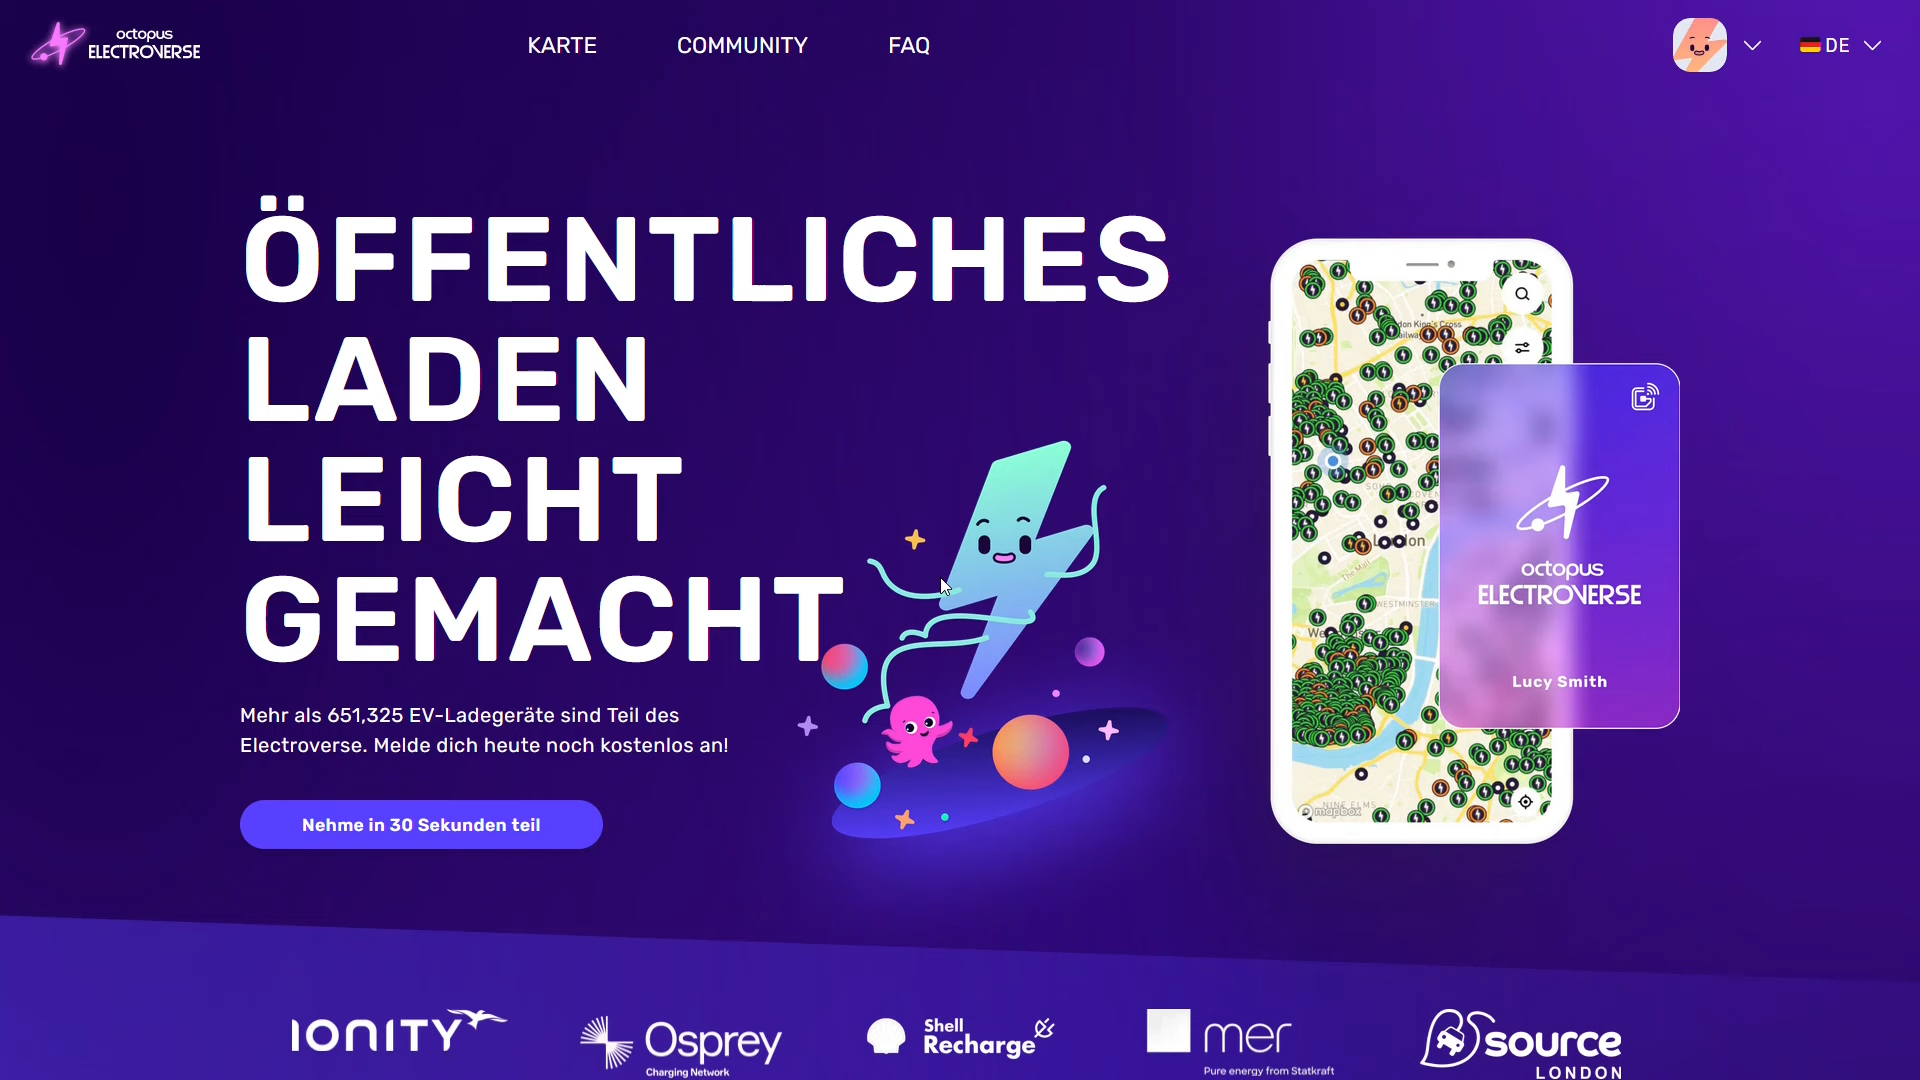 octopus
ELECTROVERSE
KARTE
COMMUNITY
FAQ
DE
ÖFFENTLICHES
LADEN
LEICHT
GEMACHT
Mehr als 651,325 EV-Ladegeräte sind Teil des
Electroverse. Melde dich heute noch kostenlos an!
Nehme in 30 Sekunden teil
The Mall
WESTMINSTER
NINE ELMS
mapbox
octopus
ELECTROVERSE
Lucy Smith
IONITY
Osprey
Charging Network
Shell
Recharge
mer
Pure energy from Statkraft
source
LONDON